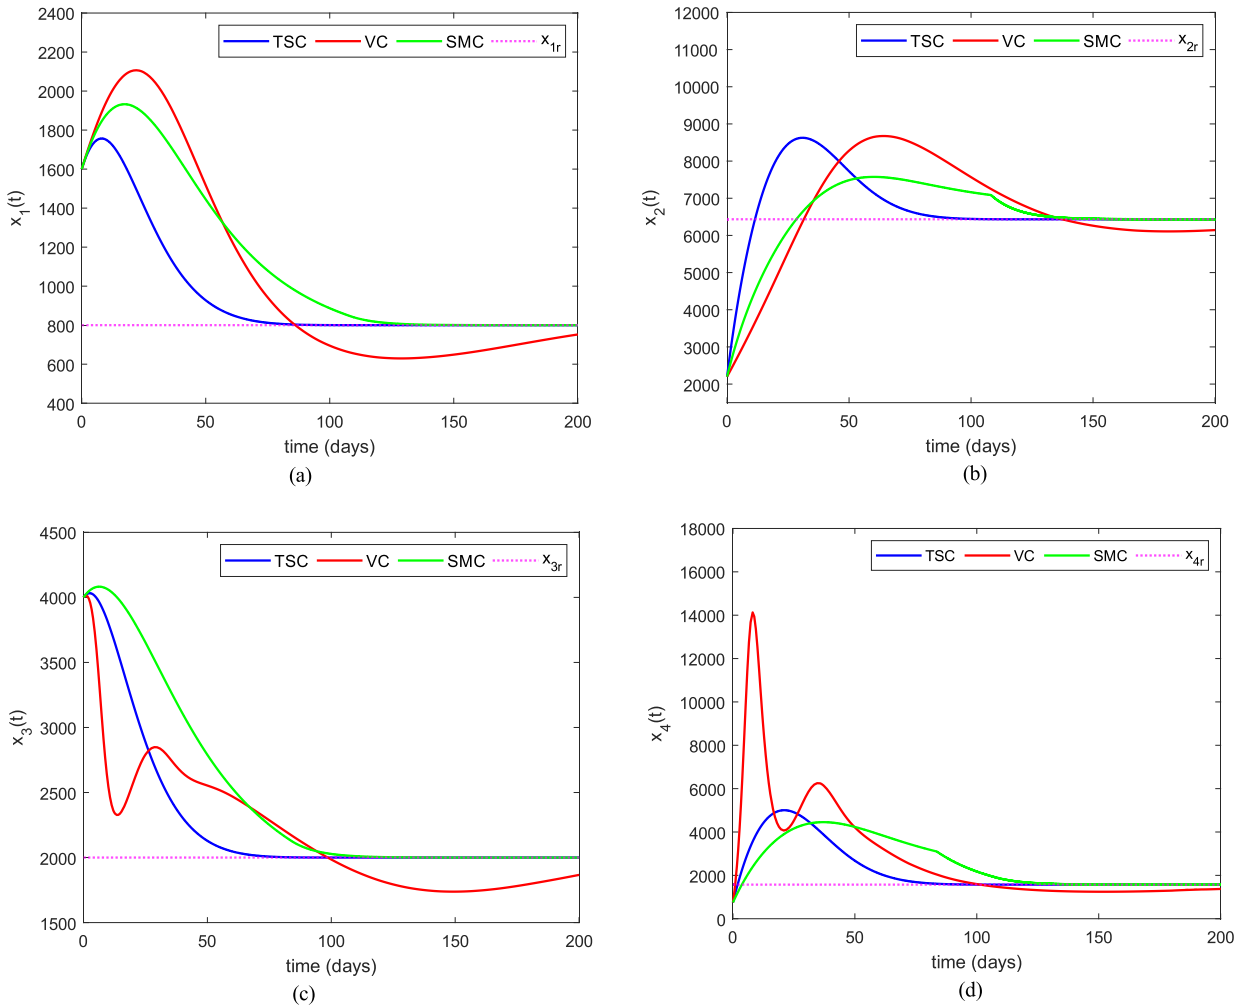 2400
2200
2000
1800
1600
1400
1200
1000
800
600
400
x1(t)
TSC VC SMC x1r
0 50 100 150 200
time (days)
(a)
12000
11000
10000
9000
8000
7000
6000
5000
4000
3000
2000
x2(t)
TSC VC SMC x2r
0 50 100 150 200
time (days)
(b)
4500
4000
3500
3000
2500
2000
1500
x3(t)
TSC VC SMC x3r
0 50 100 150 200
time (days)
(c)
18000
16000
14000
12000
10000
8000
6000
4000
2000
0
x4(t)
TSC VC SMC x4r
0 50 100 150 200
time (days)
(d)